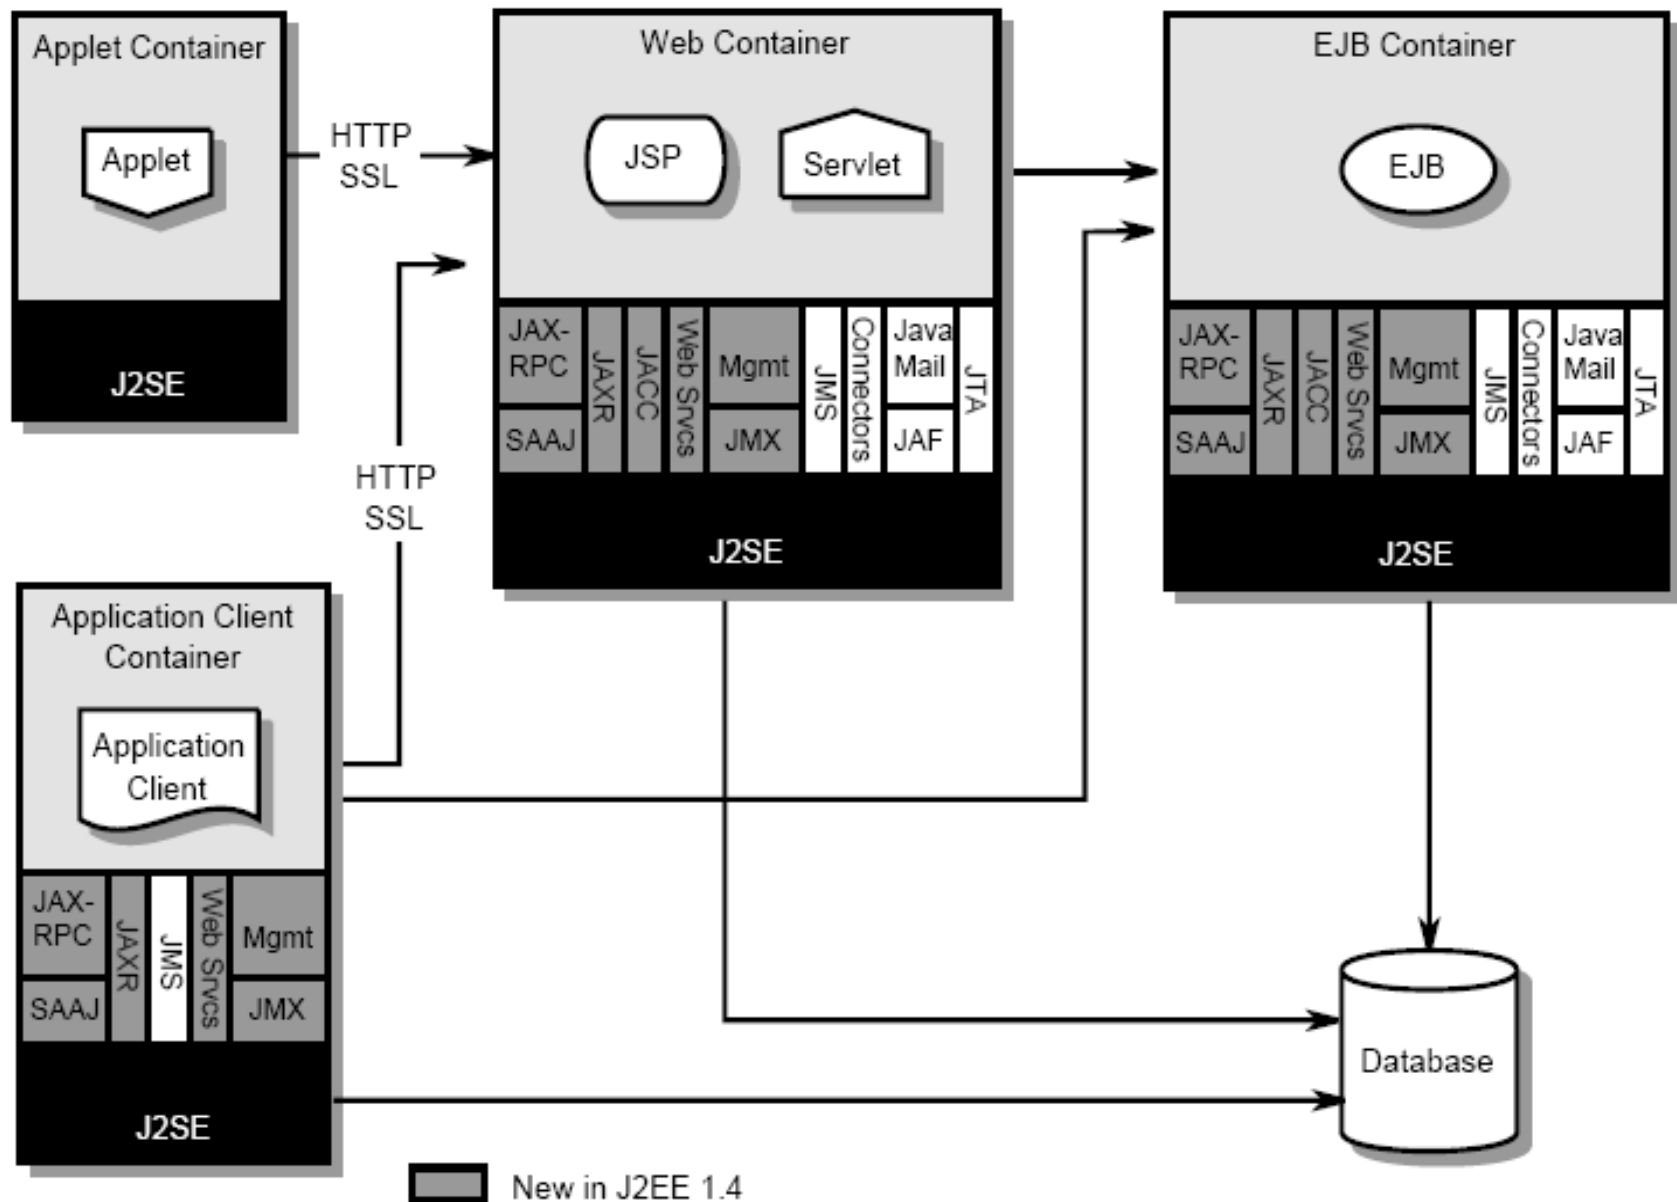 Applet Container
Applet
J2SE
HTTP
SSL
Web Container
JSP
Servlet
JAX-
RPC
SAAJ
JAXR
JACC
Web Srvcs
Mgmt
JMX
JMS
Connectors
Java
Mail
JAF
JTA
J2SE
EJB Container
EJB
JAX-
RPC
SAAJ
JAXR
JACC
Web Srvcs
Mgmt
JMX
JMS
Connectors
Java
Mail
JAF
JTA
J2SE
HTTP
SSL
Application Client
Container
Application
Client
JAX-
RPC
SAAJ
JAXR
JMS
Web Srvcs
Mgmt
JMX
J2SE
Database
New in J2EE 1.4